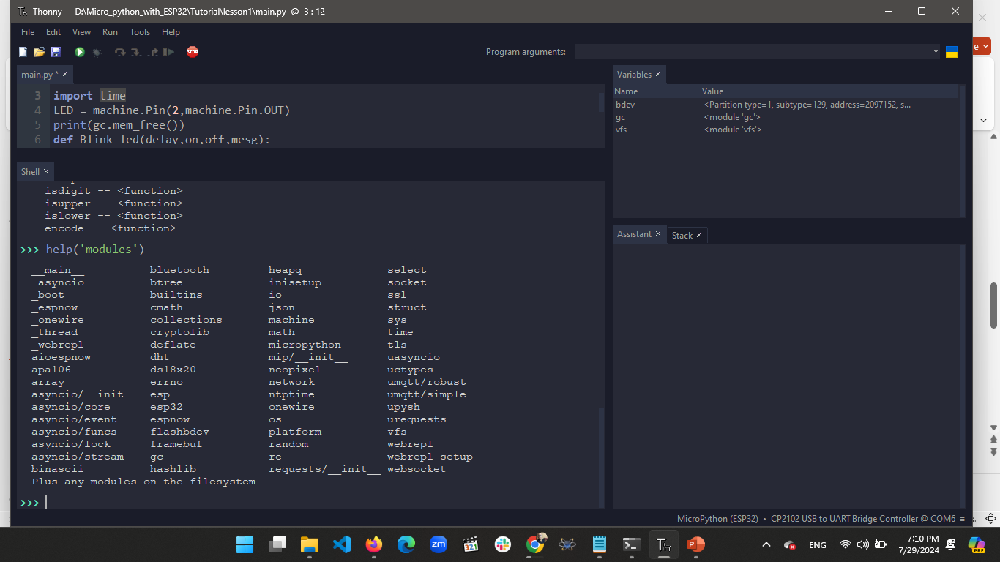 Thonny - D:\Micro_python_with_ESP32\Tutorial\lesson1\main.py @ 3 : 12
File Edit View Run Tools Help
STOP
Program arguments:
main.py *
3 import time
4 LED = machine.Pin(2,machine.Pin.OUT)
5 print(gc.mem_free())
6 def Blink_led(delay,on,off,mesg):
Variables
Name Value
bdev <Partition type=1, subtype=129, address=2097152, s...
gc <module 'gc'>
vfs <module 'vfs'>
Shell
isdigit -- <function>
isupper -- <function>
islower -- <function>
encode -- <function>
>>> help('modules')
__main__ bluetooth heapq select
_asyncio btree inisetup socket
_boot builtins io ssl
_espnow cmath json struct
_onewire collections machine sys
_thread cryptolib math time
_webrepl deflate micropython tls
aioespnow dht mip/__init__ uasyncio
apa106 ds18x20 neopixel uctypes
array errno network umqtt/robust
asyncio/__init__ esp ntptime umqtt/simple
asyncio/core esp32 onewire upysh
asyncio/event espnow os urequests
asyncio/funcs flashbdev platform vfs
asyncio/lock framebuf random webrepl
asyncio/stream gc re webrepl_setup
binascii hashlib requests/__init__ websocket
Plus any modules on the filesystem
>>>
Assistant Stack
MicroPython (ESP32) • CP2102 USB to UART Bridge Controller @ COM6 ≡
zm
321
Th
P
ENG
7:10 PM
7/29/2024
PRE